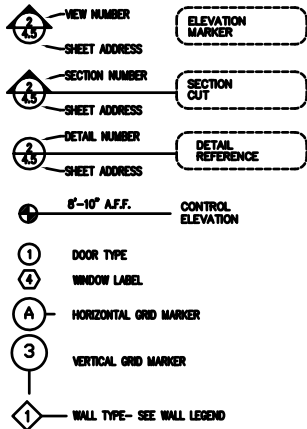 VIEW NUMBER
2
4.5
SHEET ADDRESS
ELEVATION
MARKER
SECTION NUMBER
2
4.5
SHEET ADDRESS
SECTION
CUT
DETAIL NUMBER
2
4.5
SHEET ADDRESS
DETAIL
REFERENCE
8'-10" A.F.F.
CONTROL
ELEVATION
1 DOOR TYPE
4 WINDOW LABEL
A HORIZONTAL GRID MARKER
3 VERTICAL GRID MARKER
1 WALL TYPE- SEE WALL LEGEND